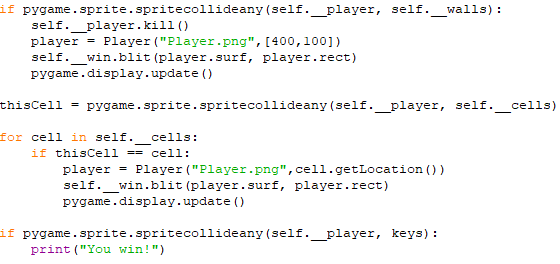 if pygame.sprite.spritecollideany(self.__player, self.__walls):
    self.__player.kill()
    player = Player("Player.png",[400,100])
    self.__win.blit(player.surf, player.rect)
    pygame.display.update()
thisCell = pygame.sprite.spritecollideany(self.__player, self.__cells)
for cell in self.__cells:
    if thisCell == cell:
        player = Player("Player.png",cell.getLocation())
        self.__win.blit(player.surf, player.rect)
        pygame.display.update()
if pygame.sprite.spritecollideany(self.__player, keys):
    print("You win!")